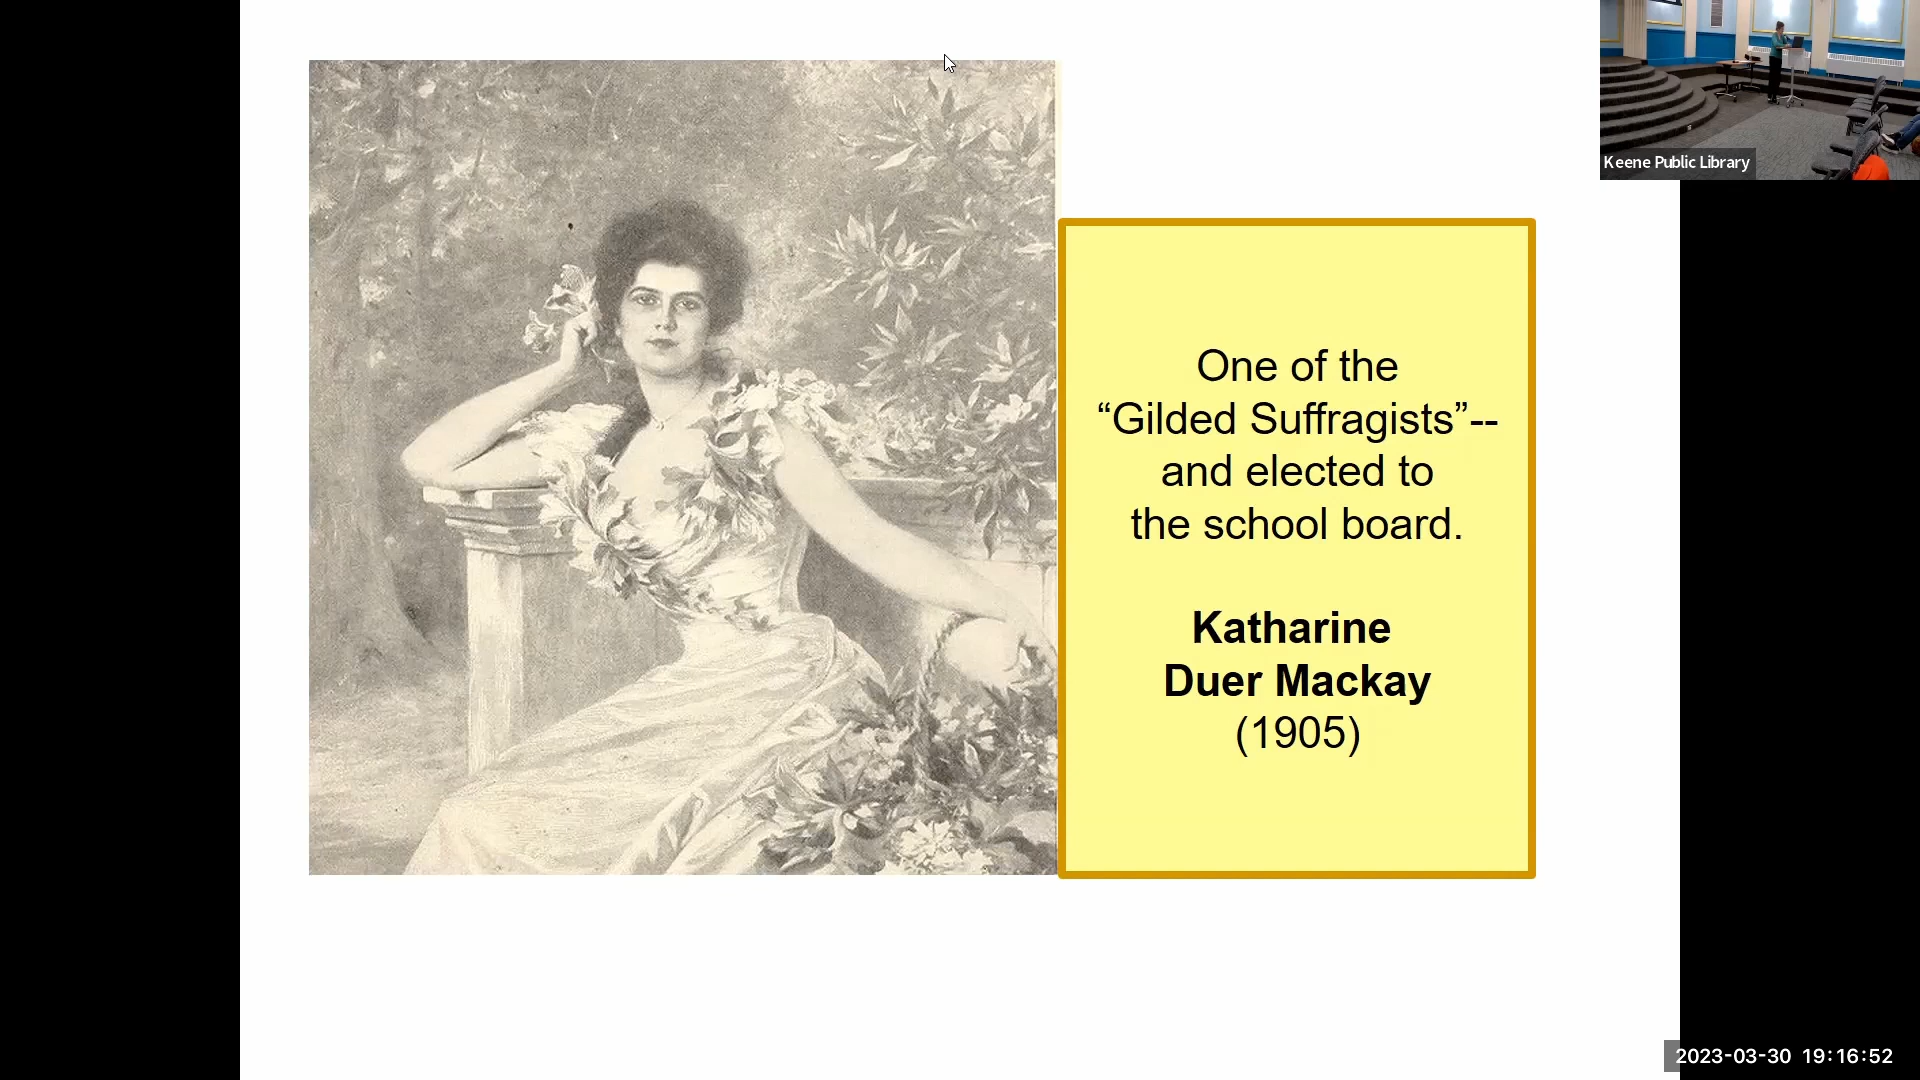 Keene Public Library
One of the
“Gilded Suffragists”--
and elected to
the school board.
Katharine
Duer Mackay
(1905)
2023-03-30 19:16:52